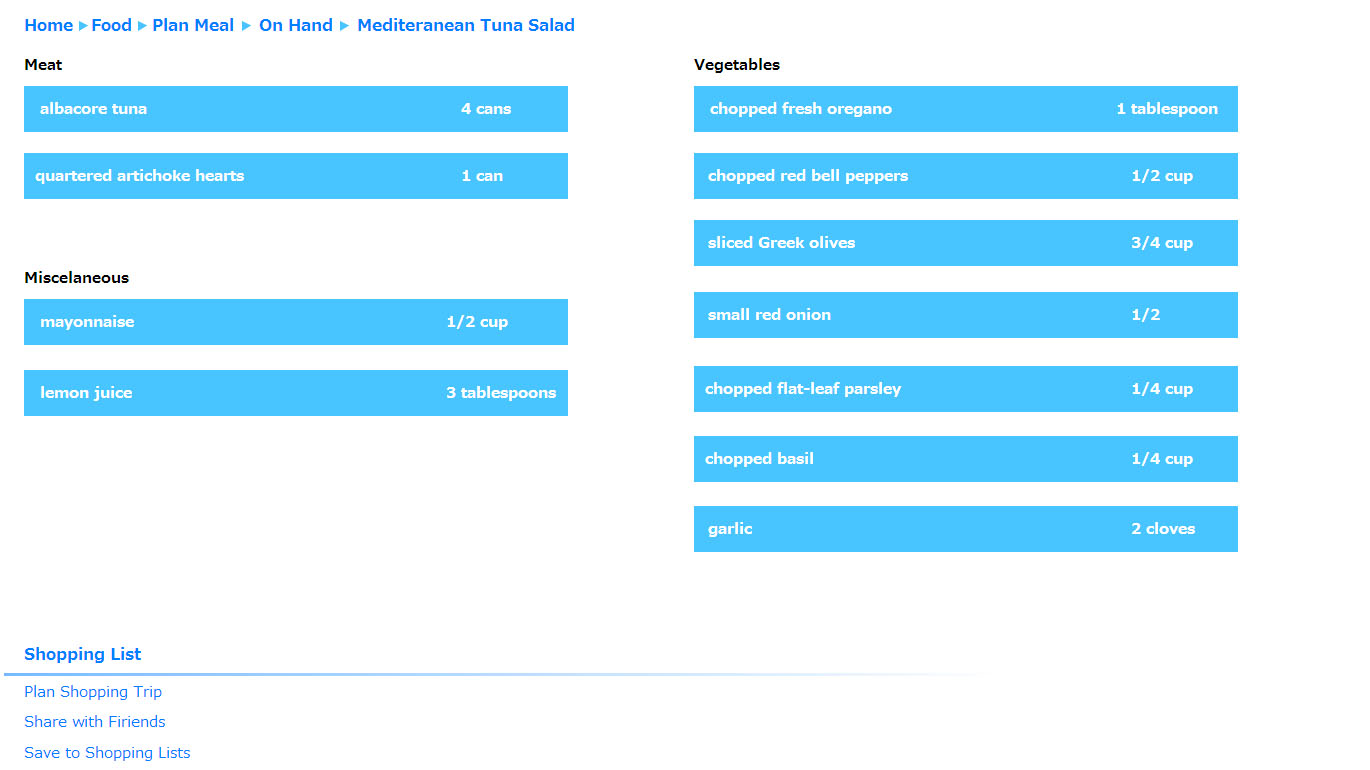 Home Food Plan Meal On Hand Mediteranean Tuna Salad
Meat
albacore tuna 4 cans
quartered artichoke hearts 1 can
Miscelaneous
mayonnaise 1/2 cup
lemon juice 3 tablespoons
Vegetables
chopped fresh oregano 1 tablespoon
chopped red bell peppers 1/2 cup
sliced Greek olives 3/4 cup
small red onion 1/2
chopped flat-leaf parsley 1/4 cup
chopped basil 1/4 cup
garlic 2 cloves
Shopping List
Plan Shopping Trip
Share with Firiends
Save to Shopping Lists